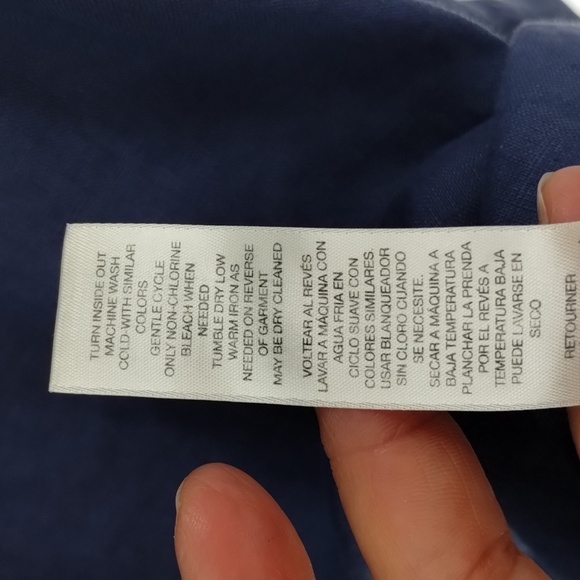 TURN INSIDE OUT
MACHINE WASH
COLD-WITH SIMILAR
COLORS
GENTLE CYCLE
ONLY NON-CHLORINE
BLEACH WHEN
NEEDED
TUMBLE DRY LOW
WARM IRON AS
NEEDED ON REVERSE
OF GARMENT
MAY BE DRY CLEANED
VOLTEAR AL REVÉS
LAVAR A MÁQUINA CON
AGUA FRIA EN
CICLO SUAVE CON
COLORES SIMILARES.
USAR BLANQUEADOR
SIN CLORO CUANDO
SE NECESITE.
SECAR A MÁQUINA A
BAJA TEMPERATURA
PLANCHAR LA PRENDA
POR EL REVÉS A
TEMPERATURA BAJA
PUEDE LAVARSE EN
SECO
RETOURNER